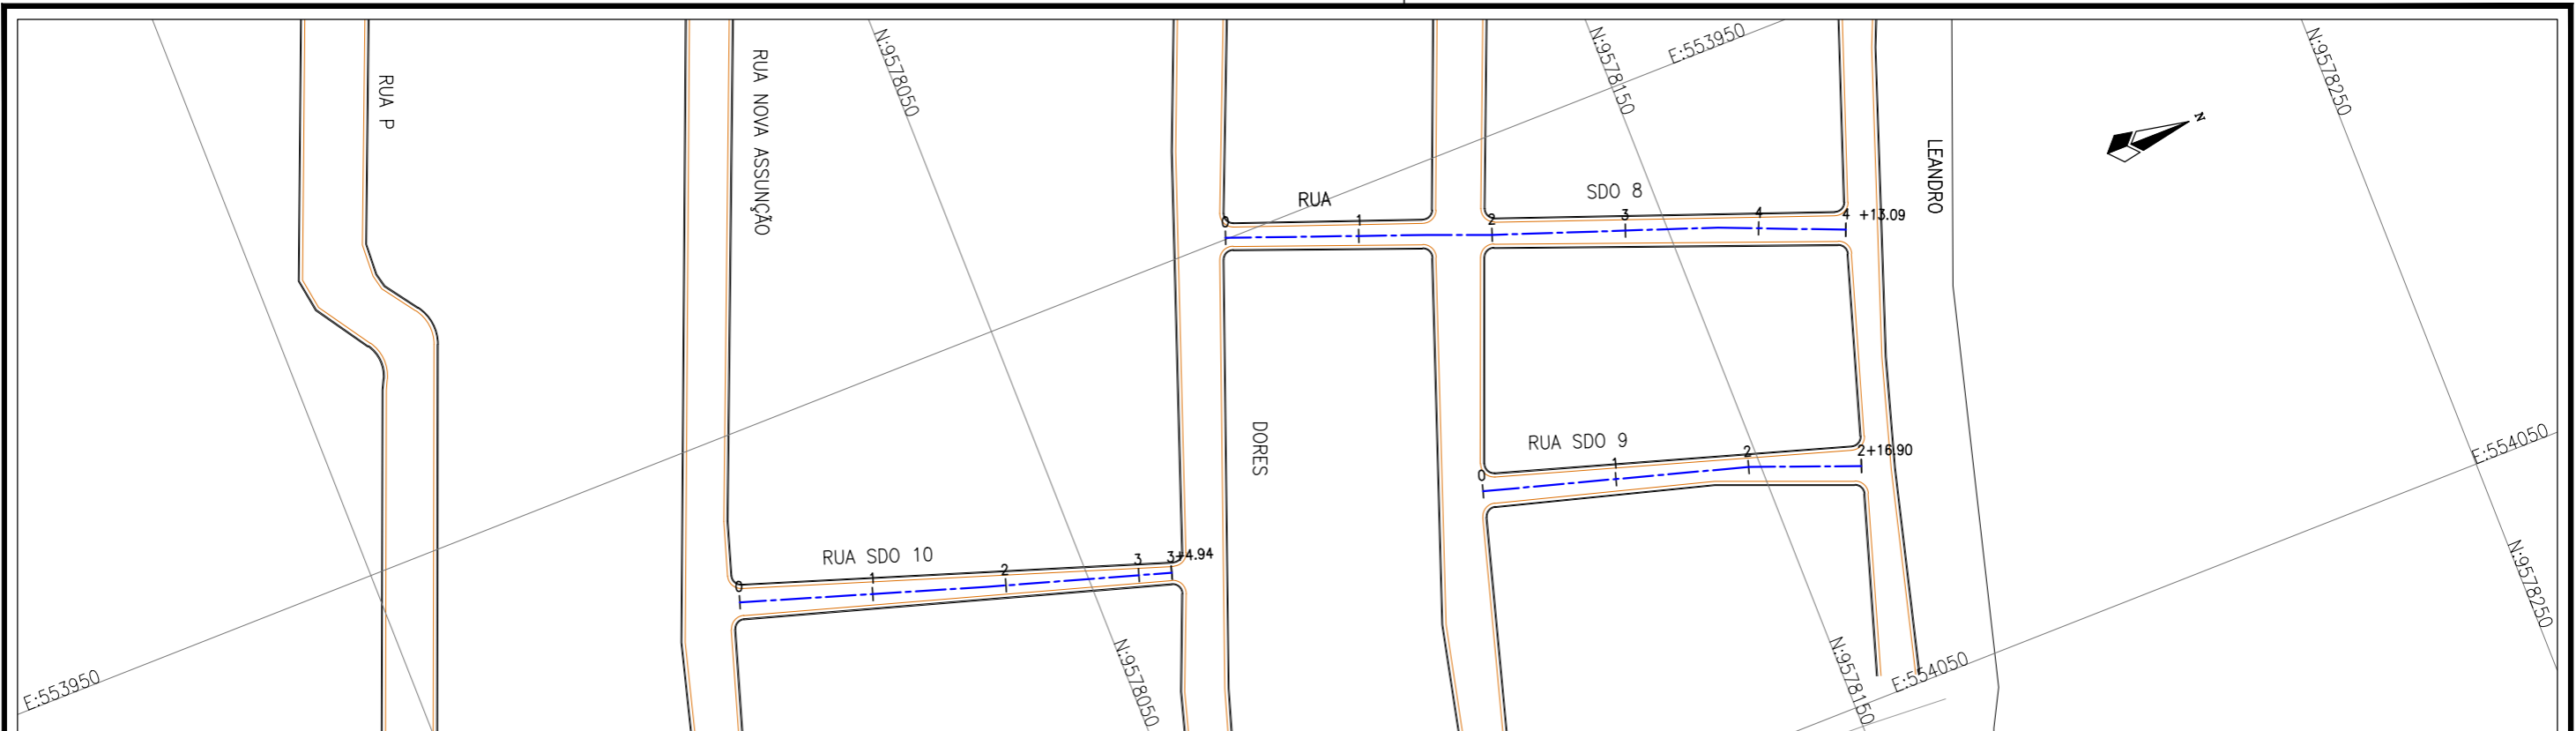 RUA P
RUA NOVA ASSUNÇÃO
N:9578050
E:553950
N:9578150
N:9578250
N
LEANDRO
RUA
SDO 8
0
1
2
3
4
4 +13.09
DORES
RUA SDO 9
0
1
2
2+16.90
E:554050
RUA SDO 10
0
1
2
3
3+4.94
N:9578250
E:553950
N:9578050
N:9578150
E:554050